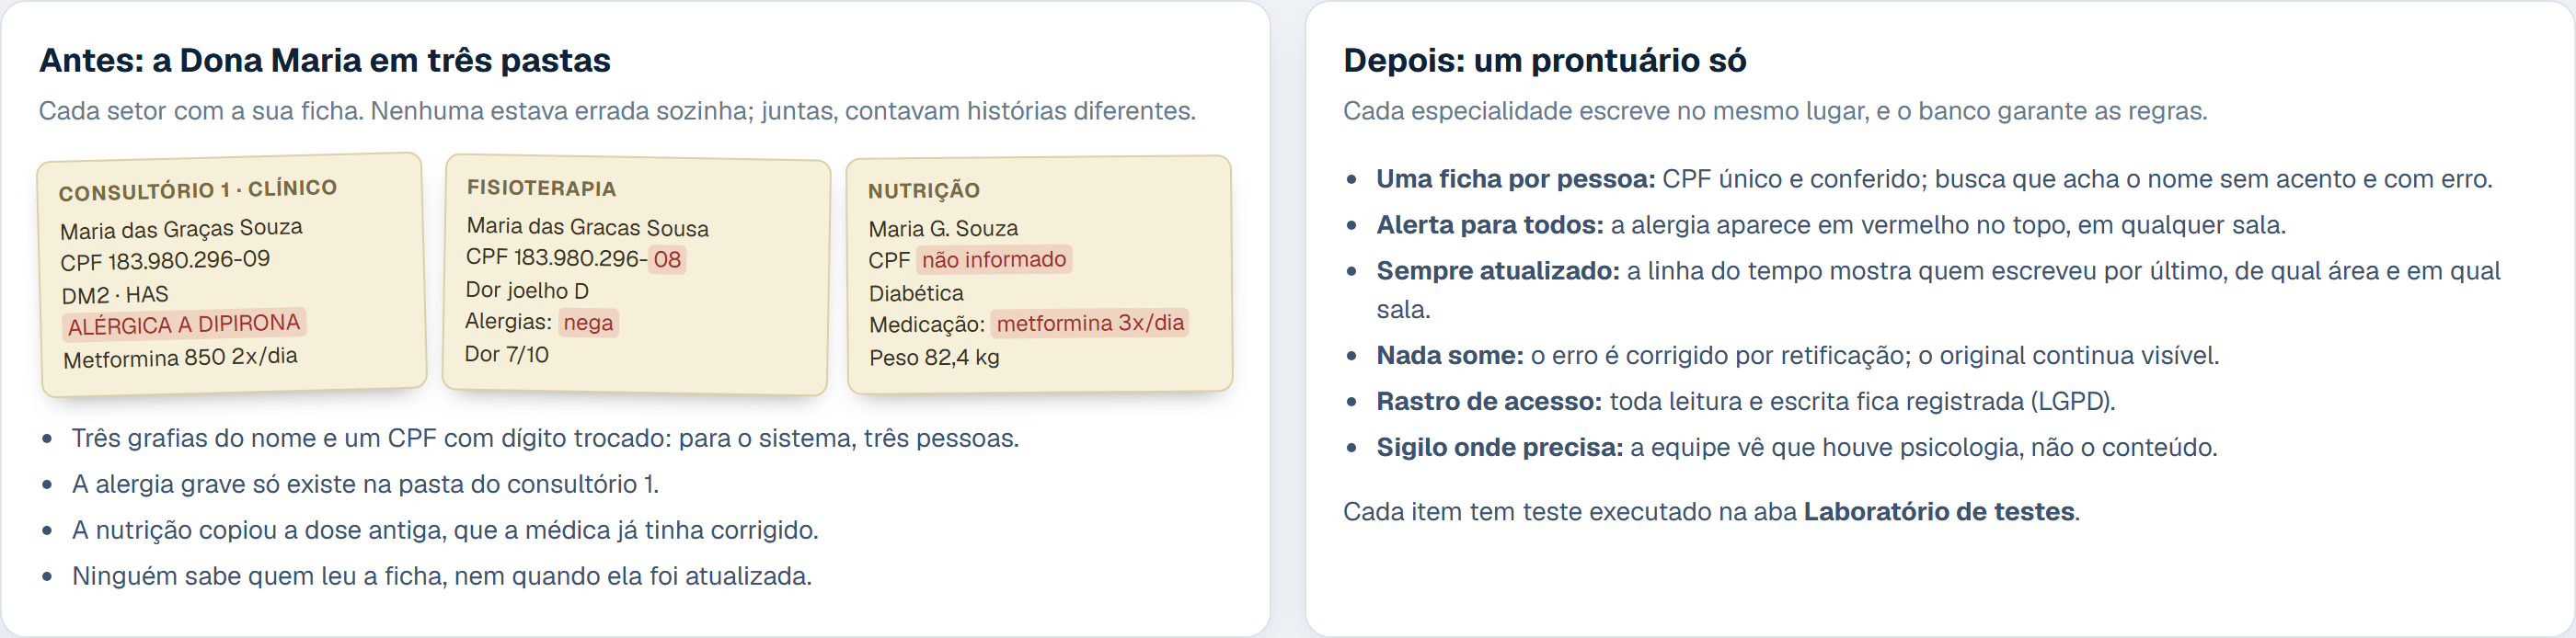 Antes: a Dona Maria em três pastas
Cada setor com a sua ficha. Nenhuma estava errada sozinha; juntas, contavam histórias diferentes.
CONSULTÓRIO 1 · CLÍNICO
Maria das Graças Souza
CPF 183.980.296-09
DM2 · HAS
ALÉRGICA A DIPIRONA
Metformina 850 2x/dia
FISIOTERAPIA
Maria das Gracas Sousa
CPF 183.980.296-08
Dor joelho D
Alergias: nega
Dor 7/10
NUTRIÇÃO
Maria G. Souza
CPF não informado
Diabética
Medicação: metformina 3x/dia
Peso 82,4 kg
• Três grafias do nome e um CPF com dígito trocado: para o sistema, três pessoas.
• A alergia grave só existe na pasta do consultório 1.
• A nutrição copiou a dose antiga, que a médica já tinha corrigido.
• Ninguém sabe quem leu a ficha, nem quando ela foi atualizada.
Depois: um prontuário só
Cada especialidade escreve no mesmo lugar, e o banco garante as regras.
• Uma ficha por pessoa: CPF único e conferido; busca que acha o nome sem acento e com erro.
• Alerta para todos: a alergia aparece em vermelho no topo, em qualquer sala.
• Sempre atualizado: a linha do tempo mostra quem escreveu por último, de qual área e em qual
sala.
• Nada some: o erro é corrigido por retificação; o original continua visível.
• Rastro de acesso: toda leitura e escrita fica registrada (LGPD).
• Sigilo onde precisa: a equipe vê que houve psicologia, não o conteúdo.
Cada item tem teste executado na aba Laboratório de testes.